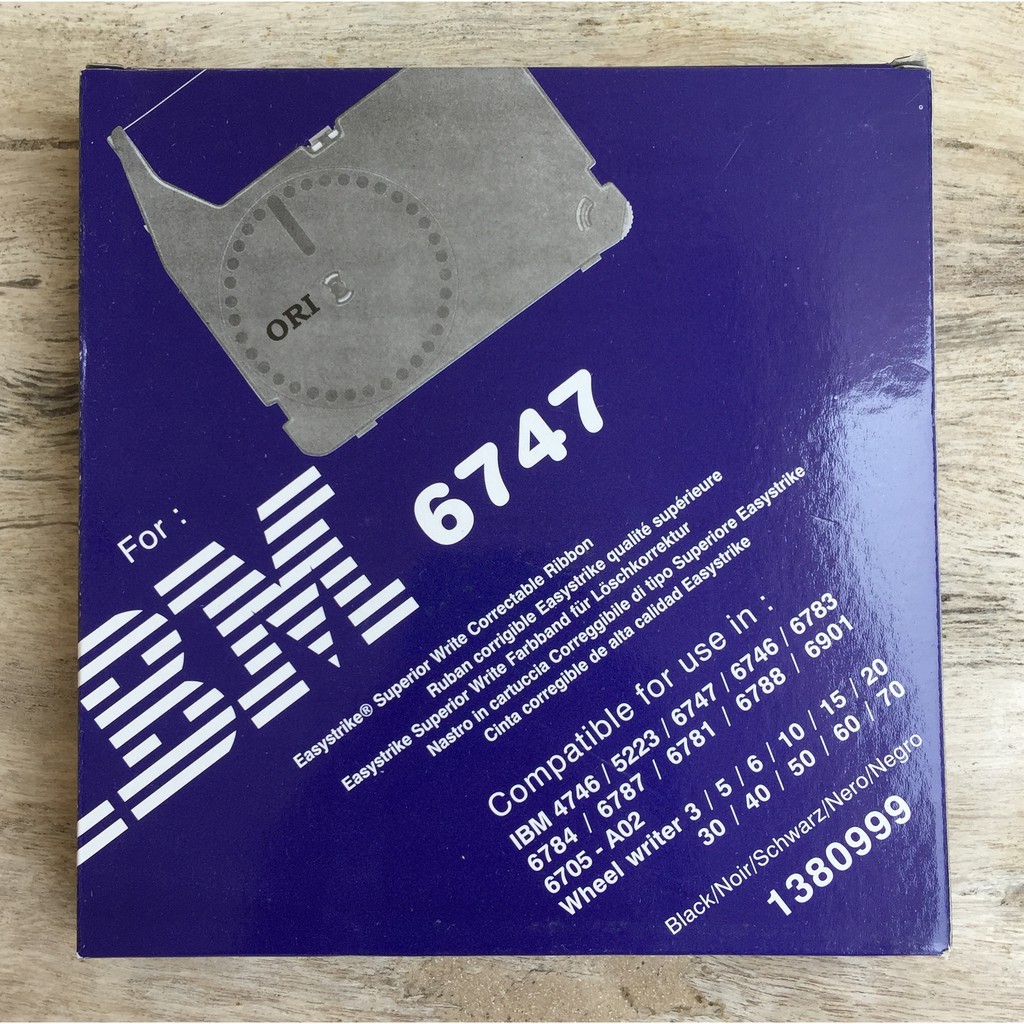 ORI
For :
IBM
6747
Easystrike® Superior Write Correctable Ribbon
Ruban corrigible Easystrike qualité supérieure
Easystrike Superior Write Farbband für Löschkorrektur
Nastro in cartuccia Correggibile di tipo Superiore Easystrike
Cinta corregible de alta calidad Easystrike
Compatible for use in :
IBM 4746 / 5223 / 6747 / 6746 / 6783
6784 / 6787 / 6781 / 6788 / 6901
6705 - A02
Wheel writer 3 / 5 / 6 / 10 / 15 / 20
30 / 40 / 50 / 60 / 70
Black/Noir/Schwarz/Nero/Negro
1380999